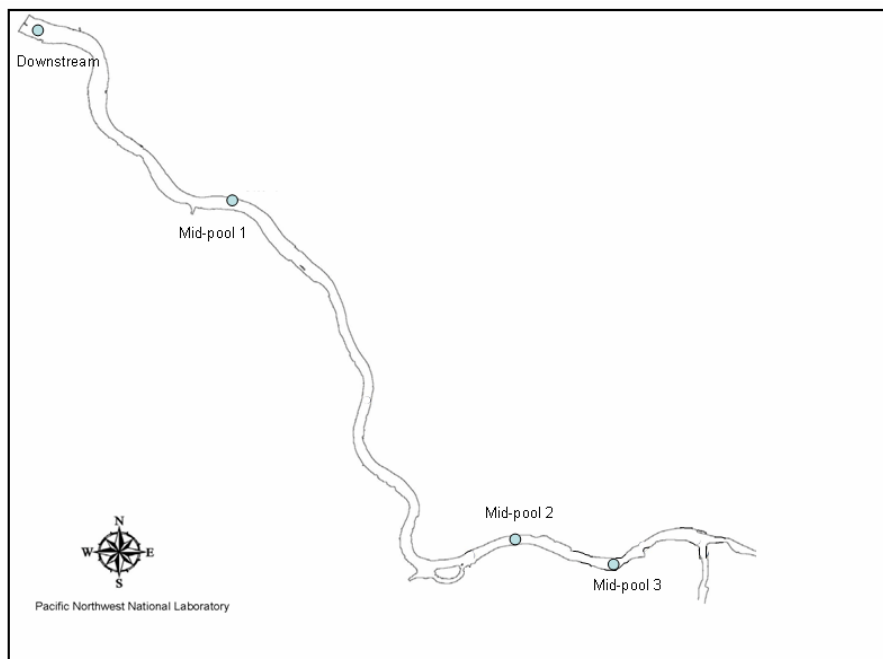 Downstream
Mid-pool 1
Mid-pool 2
Mid-pool 3
N
W E
S
Pacific Northwest National Laboratory